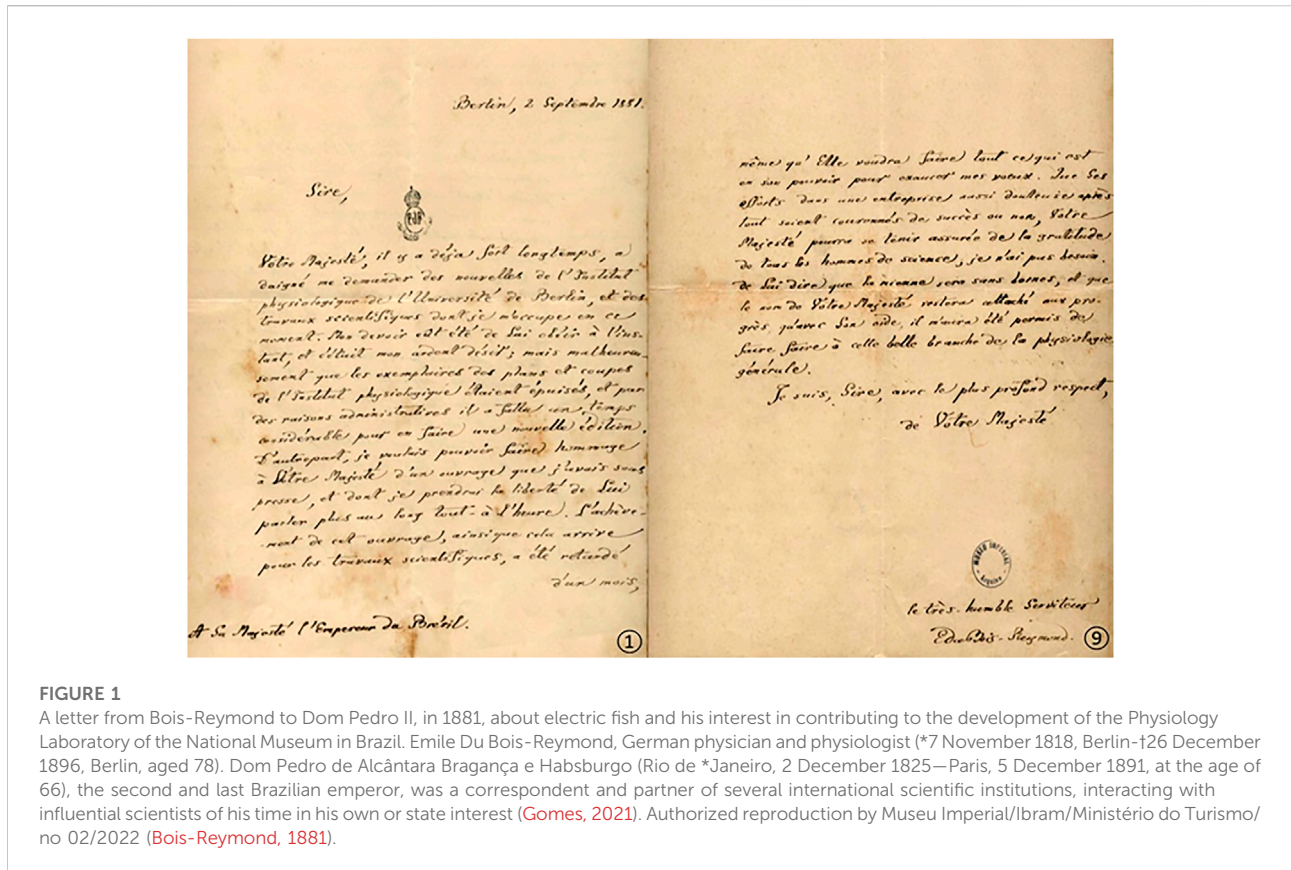 Berlin, 2 Septembre 1881.
Sire,
Votre Majesté, il y a déja fort longtemps, a
daigné me demander des nouvelles de l'Institut
physiologique de l'Université de Berlin, et des
travaux scientifiques dont je m'occupe en ce
moment. Mon devoir eût été de Lui obéir à l'ins-
tant, et c'était mon ardent désir; mais malheureu-
sement que les exemplaires des plans et coupes
de l'Institut physiologique étaient épuisés, et par
des raisons administratives il a fallu un temps
considérable pour en faire une nouvelle édition.
D'autrepart, je voulais pouvoir faire hommage
à Votre Majesté d'un ouvrage que j'avais sous
presse, et dont je prendrai la liberté de Lui
parler plus au long tout-à l'heure. L'achève-
-ment de cet ouvrage, ainsi que cela arrive
pour les travaux scientifiques, a été retardé
d'un mois,
A Sa Majesté l'Empereur du Brésil.
1
même qu'Elle voudra faire tout ce qui est
en son pouvoir pour exaucer mes voeux. Que Ses
efforts dans une entreprise aussi douteuse après
tout soient couronnés de succès ou non, Votre
Majesté pourra se tenir assurée de la gratitude
de tous les hommes de science; je n'ai pas besoin
de Lui dire que la mienne sera sans bornes, et que
le nom de Votre Majesté restera attaché aux pro-
grès qu'avec Son aide, il m'aura été permis de
faire faire à cette belle branche de la physiologie
générale.
Je suis, Sire, avec le plus profond respect,
de Votre Majesté
MUSEU IMPERIAL
Arquivo
le très-humble Serviteur
E du Bois-Reymond.
9
FIGURE 1
A letter from Bois-Reymond to Dom Pedro II, in 1881, about electric fish and his interest in contributing to the development of the Physiology
Laboratory of the National Museum in Brazil. Emile Du Bois-Reymond, German physician and physiologist (*7 November 1818, Berlin-†26 December
1896, Berlin, aged 78). Dom Pedro de Alcântara Bragança e Habsburgo (Rio de *Janeiro, 2 December 1825—Paris, 5 December 1891, at the age of
66), the second and last Brazilian emperor, was a correspondent and partner of several international scientific institutions, interacting with
influential scientists of his time in his own or state interest (Gomes, 2021). Authorized reproduction by Museu Imperial/Ibram/Ministério do Turismo/
no 02/2022 (Bois-Reymond, 1881).